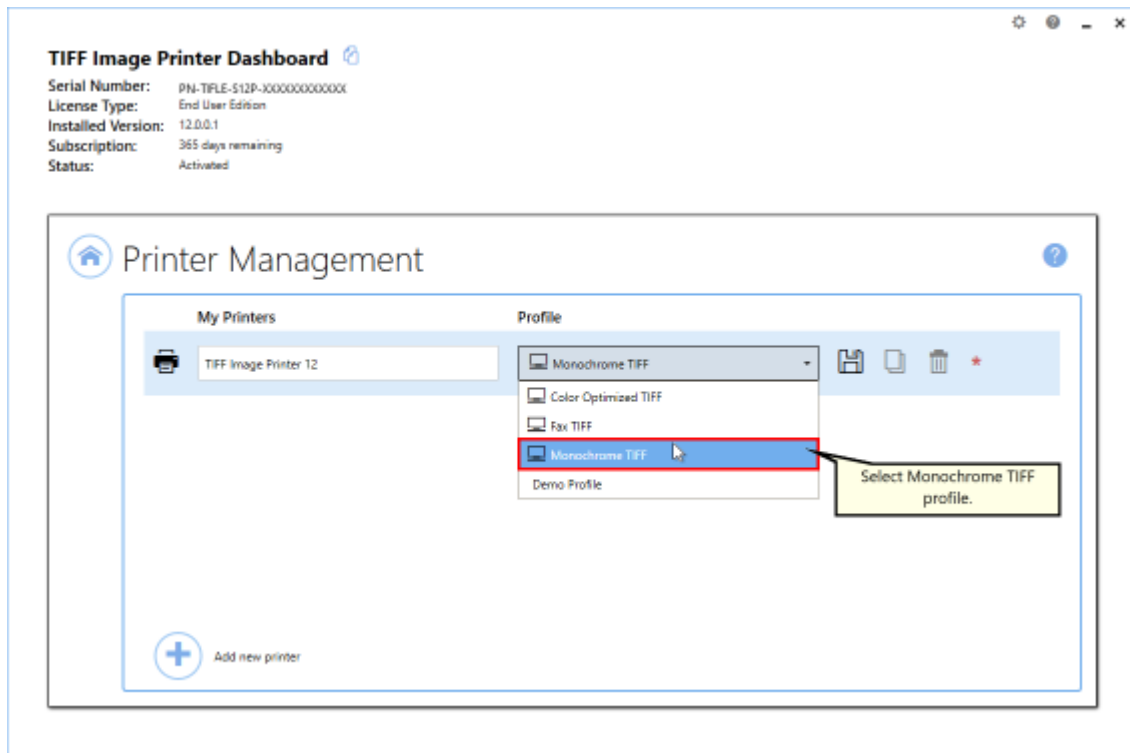 TIFF Image Printer Dashboard
Serial Number: PN-TIFLE-S12P-XXXXXXXXXXXX
License Type: End User Edition
Installed Version: 12.0.0.1
Subscription: 365 days remaining
Status: Activated
Printer Management
My Printers Profile
TIFF Image Printer 12 Monochrome TIFF *
Color Optimized TIFF
Fax TIFF
Monochrome TIFF
Demo Profile
Select Monochrome TIFF
profile.
Add new printer